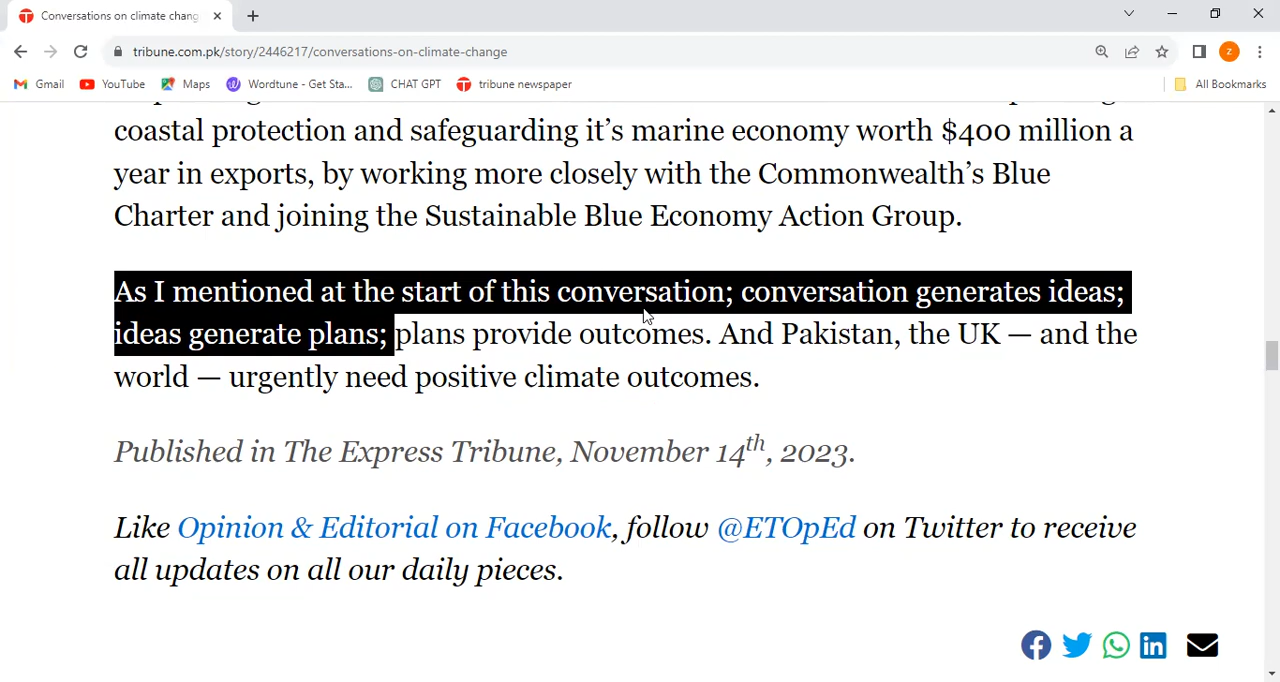 Conversations on climate chang
tribune.com.pk/story/2446217/conversations-on-climate-change
z
Gmail YouTube Maps Wordtune - Get Sta... CHAT GPT tribune newspaper All Bookmarks
coastal protection and safeguarding it’s marine economy worth $400 million a
year in exports, by working more closely with the Commonwealth’s Blue
Charter and joining the Sustainable Blue Economy Action Group.
As I mentioned at the start of this conversation; conversation generates ideas;
ideas generate plans; plans provide outcomes. And Pakistan, the UK — and the
world — urgently need positive climate outcomes.
Published in The Express Tribune, November 14th, 2023.
Like Opinion & Editorial on Facebook, follow @ETOpEd on Twitter to receive
all updates on all our daily pieces.